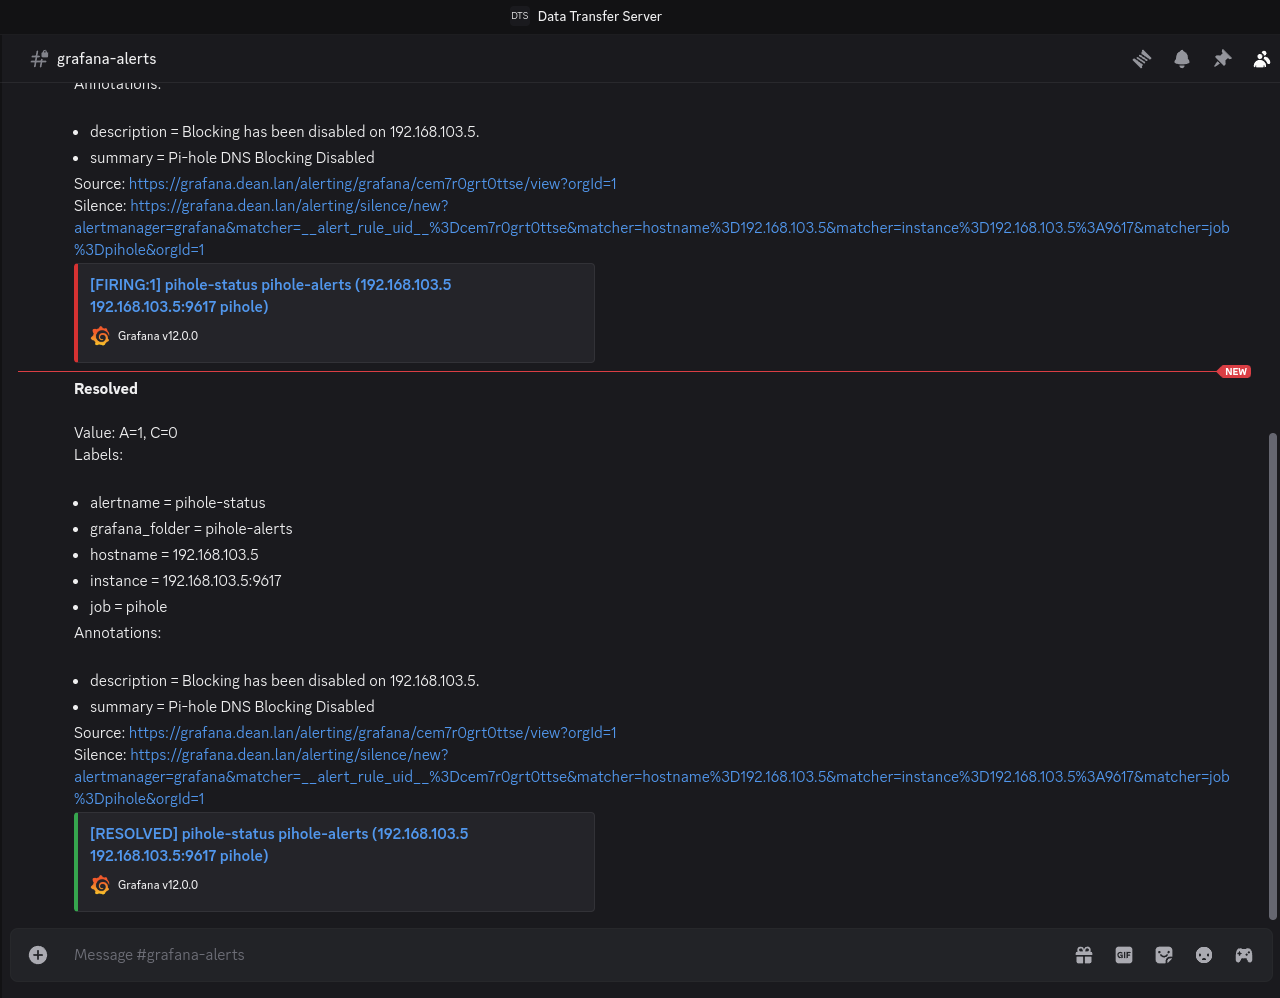 DTS Data Transfer Server
grafana-alerts
Annotations:
description = Blocking has been disabled on 192.168.103.5.
summary = Pi-hole DNS Blocking Disabled
Source: https://grafana.dean.lan/alerting/grafana/cem7r0grt0ttse/view?orgId=1
Silence: https://grafana.dean.lan/alerting/silence/new?
alertmanager=grafana&matcher=__alert_rule_uid__%3Dcem7r0grt0ttse&matcher=hostname%3D192.168.103.5&matcher=instance%3D192.168.103.5%3A9617&matcher=job
%3Dpihole&orgId=1
[FIRING:1] pihole-status pihole-alerts (192.168.103.5
192.168.103.5:9617 pihole)
Grafana v12.0.0
NEW
Resolved
Value: A=1, C=0
Labels:
alertname = pihole-status
grafana_folder = pihole-alerts
hostname = 192.168.103.5
instance = 192.168.103.5:9617
job = pihole
Annotations:
description = Blocking has been disabled on 192.168.103.5.
summary = Pi-hole DNS Blocking Disabled
Source: https://grafana.dean.lan/alerting/grafana/cem7r0grt0ttse/view?orgId=1
Silence: https://grafana.dean.lan/alerting/silence/new?
alertmanager=grafana&matcher=__alert_rule_uid__%3Dcem7r0grt0ttse&matcher=hostname%3D192.168.103.5&matcher=instance%3D192.168.103.5%3A9617&matcher=job
%3Dpihole&orgId=1
[RESOLVED] pihole-status pihole-alerts (192.168.103.5
192.168.103.5:9617 pihole)
Grafana v12.0.0
Message #grafana-alerts
GIF